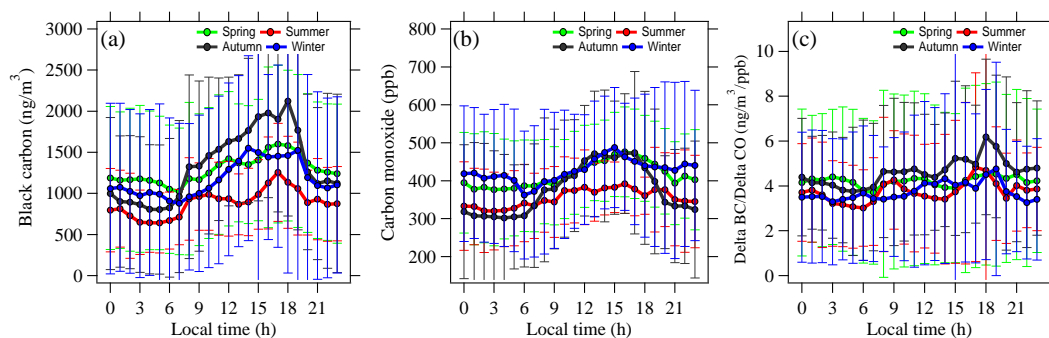 (a)
Spring Summer
Autumn Winter
Black carbon (ng/m³)
3000
2500
2000
1500
1000
500
0
0 3 6 9 12 15 18 21
Local time (h)
(b)
Spring Summer
Autumn Winter
Carbon monoxide (ppb)
800
700
600
500
400
300
200
0 3 6 9 12 15 18 21
Local time (h)
(c)
Spring Summer
Autumn Winter
Delta BC/Delta CO (ng/m³/ppb)
10
8
6
4
2
0
0 3 6 9 12 15 18 21
Local time (h)